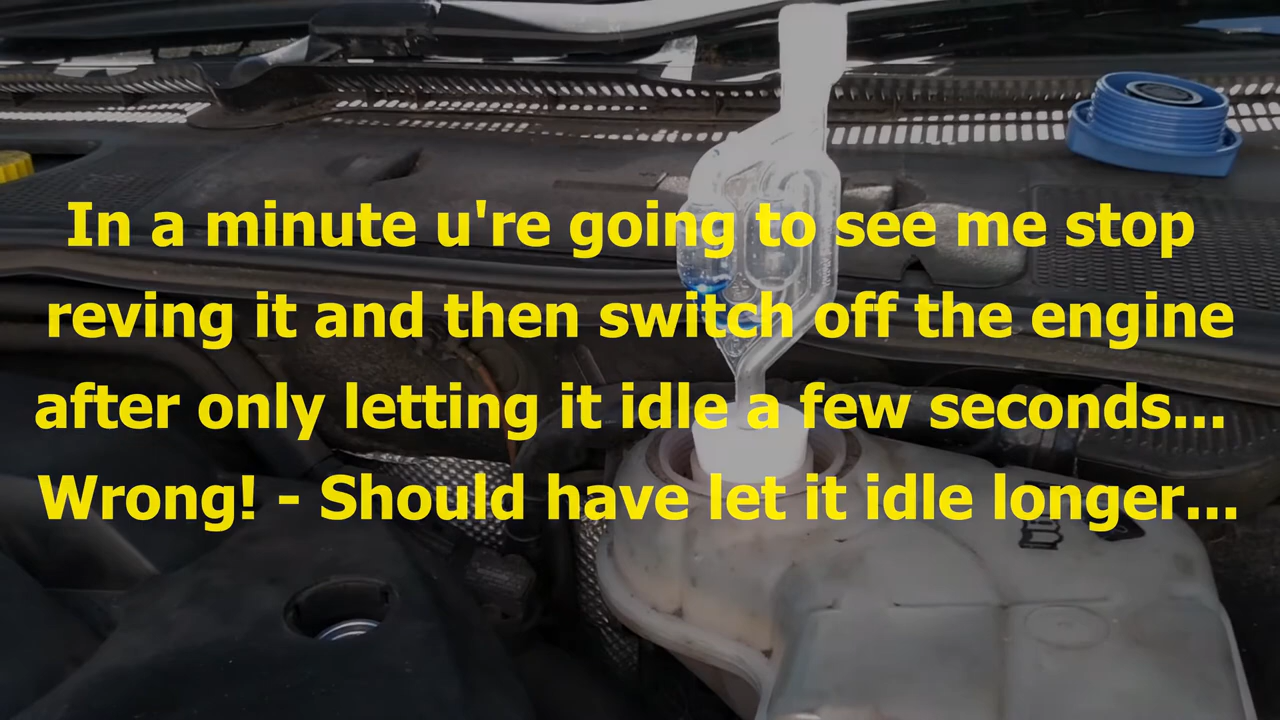 In a minute u're going to see me stop
reving it and then switch off the engine
after only letting it idle a few seconds...
Wrong! - Should have let it idle longer...